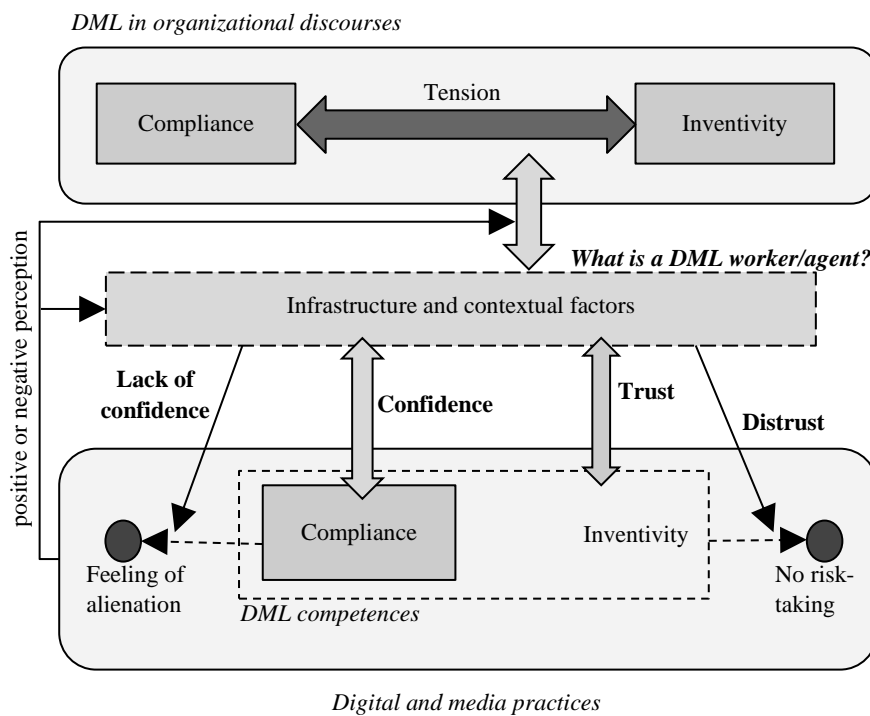 DML in organizational discourses
Tension
Compliance
Inventivity
What is a DML worker/agent?
Infrastructure and contextual factors
positive or negative perception
Lack of
confidence
Confidence
Trust
Distrust
Compliance
Inventivity
Feeling of
alienation
No risk-
taking
DML competences
Digital and media practices